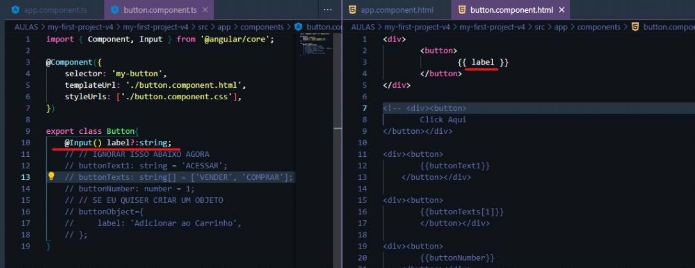 app.component.ts
button.component.ts
AULAS > my-first-project-v4 > src > app > components > button.co
1 import { Component, Input } from '@angular/core';
2
3 @Component({
4 selector: 'my-button',
5 templateUrl: './button.component.html',
6 styleUrls: ['./button.component.css'],
7 })
8
9 export class Button{
10 @Input() label?:string;
11 // // IGNORAR ISSO ABAIXO AGORA
12 // buttonText1: string = 'ACESSAR';
13 // buttonTexts: string[] = ['VENDER', 'COMPRAR'];
14 // buttonNumber: number = 1;
15 // // SE EU QUISER CRIAR UM OBJETO
16 // buttonObject={
17 // label: 'Adicionar ao Carrinho',
18 // };
19 }
app.component.html
button.component.html
AULAS > my-first-project-v4 > src > app > components > button.compon
1 <div>
2 <button>
3 {{ label }}
4 </button>
5 </div>
6
7 <!-- <div><button>
8 Click Aqui
9 </button></div>
10
11 <div><button>
12 {{buttonText1}}
13 </button></div>
14
15 <div><button>
16 {{buttonTexts[1]}}
17 </button></div>
18
19 <div><button>
20 {{buttonNumber}}